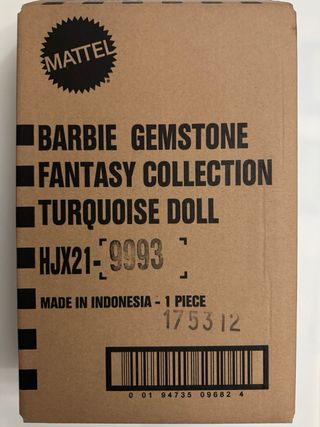 MATTEL
BARBIE GEMSTONE
FANTASY COLLECTION
TURQUOISE DOLL
HJX21-[9993]
MADE IN INDONESIA - 1 PIECE
175312
0 01 94735 09682 4